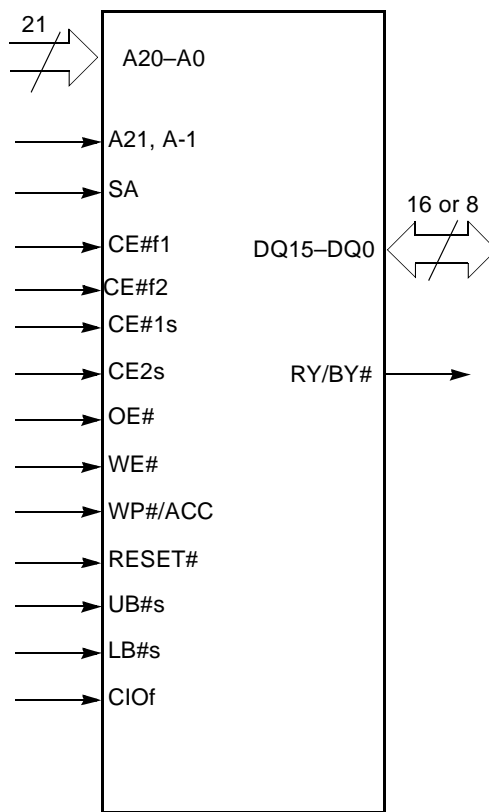 21
A20–A0
A21, A-1
SA
16 or 8
CE#f1
DQ15–DQ0
CE#f2
CE#1s
CE2s
RY/BY#
OE#
WE#
WP#/ACC
RESET#
UB#s
LB#s
CIOf